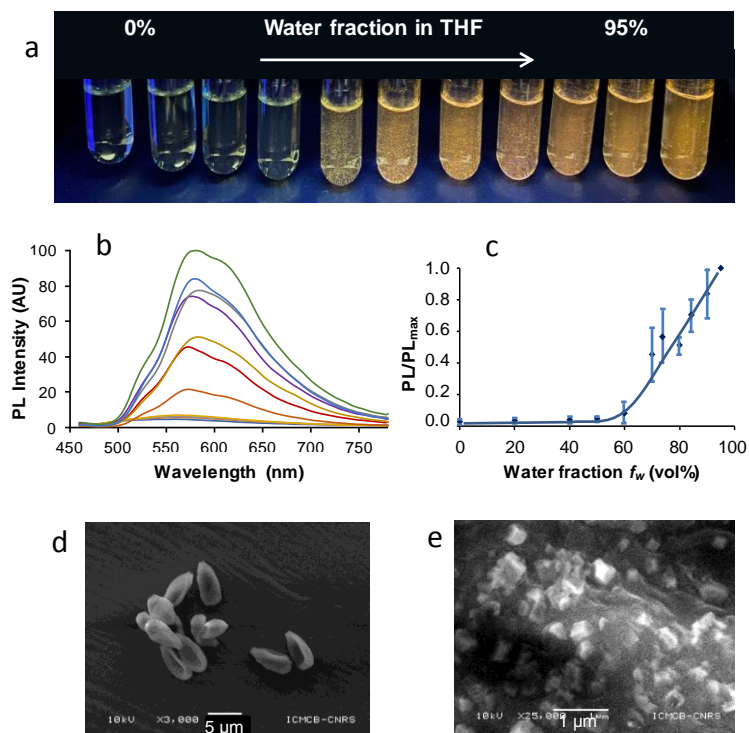 a
0% Water fraction in THF 95%
b
PL Intensity (AU)
100
80
60
40
20
0
450 500 550 600 650 700 750
Wavelength (nm)
c
PL/PLmax
1.0
0.8
0.6
0.4
0.2
0.0
0 20 40 60 80 100
Water fraction fw (vol%)
d
10kV X3,000 5 µm ICMCB-CNRS
e
10kV X25,000 1 µm ICMCB-CNRS